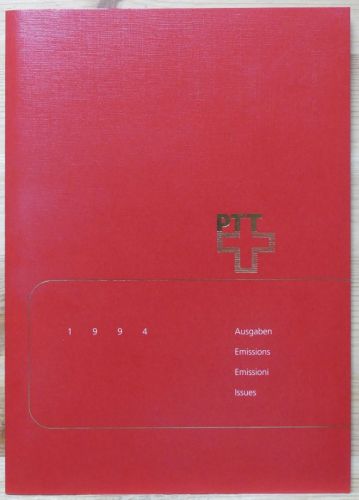 PTT
1 9 9 4
Ausgaben
Emissions
Emissioni
Issues